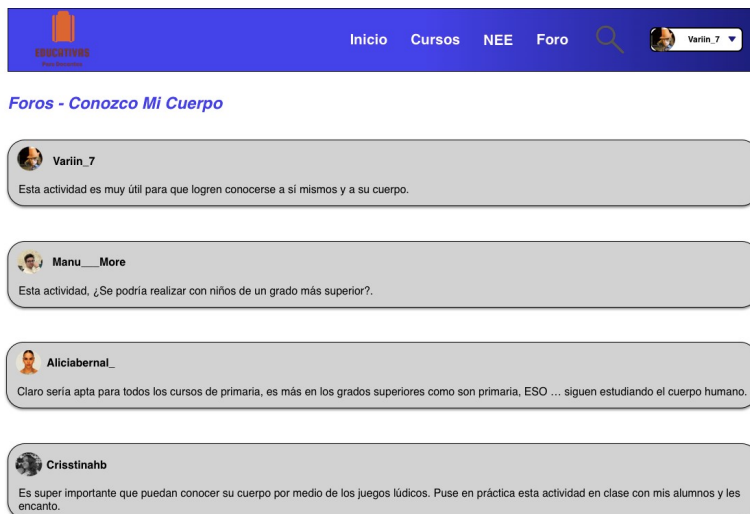 Inicio Cursos NEE Foro Variin_7
EDUCATIVAS
Foros - Conozco Mi Cuerpo
Variin_7
Esta actividad es muy útil para que logren conocerse a sí mismos y a su cuerpo.
Manu___More
Esta actividad, ¿Se podría realizar con niños de un grado más superior?.
Aliciabernal_
Claro sería apta para todos los cursos de primaria, es más en los grados superiores como son primaria, ESO … siguen estudiando el cuerpo humano.
Crisstinahb
Es super importante que puedan conocer su cuerpo por medio de los juegos lúdicos. Puse en práctica esta actividad en clase con mis alumnos y les
encanto.